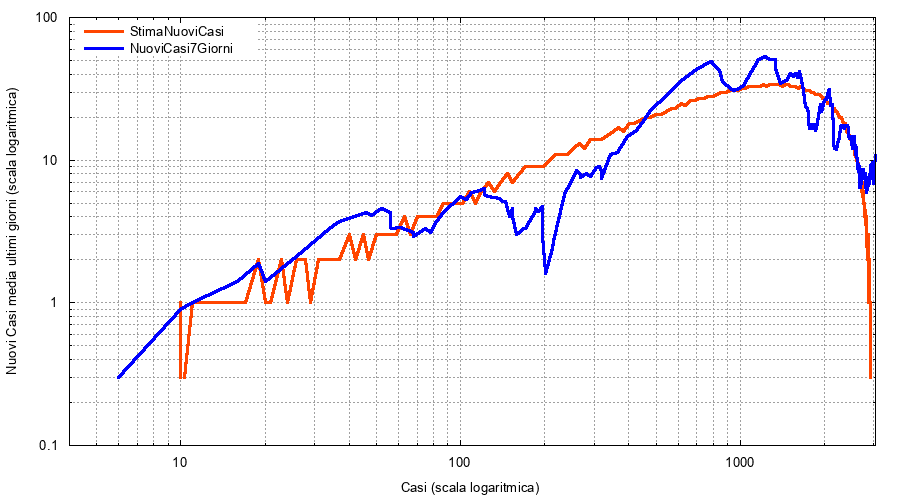 100
StimaNuoviCasi
NuoviCasi7Giorni
10
1
0.1
Nuovi Casi media ultimi giorni (scala logaritmica)
10
100
1000
Casi (scala logaritmica)